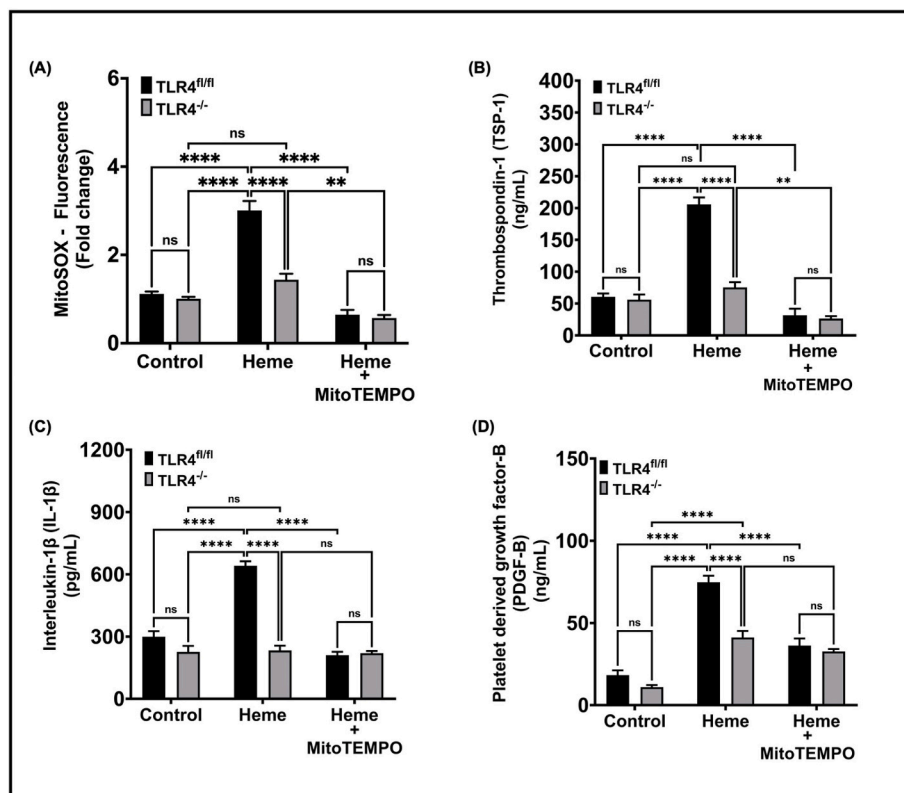 (A)
MitoSOX - Fluorescence
(Fold change)
6
4
2
0
TLR4fl/fl
TLR4-/-
ns
**** ****
**** **** **
ns
ns
Control
Heme
Heme
+
MitoTEMPO
(B)
Thrombospondin-1 (TSP-1)
(ng/mL)
400
350
300
250
200
150
100
50
0
TLR4fl/fl
TLR4-/-
**** ****
ns
**** **** **
ns
ns
Control
Heme
Heme
+
MitoTEMPO
(C)
Interleukin-1β (IL-1β)
(pg/mL)
1200
900
600
300
0
TLR4fl/fl
TLR4-/-
ns
**** ****
**** **** ns
ns
ns
Control
Heme
Heme
+
MitoTEMPO
(D)
Platelet derived growth factor-B
(PDGF-B)
(ng/mL)
150
100
50
0
TLR4fl/fl
TLR4-/-
****
**** ****
**** **** ns
ns
ns
Control
Heme
Heme
+
MitoTEMPO